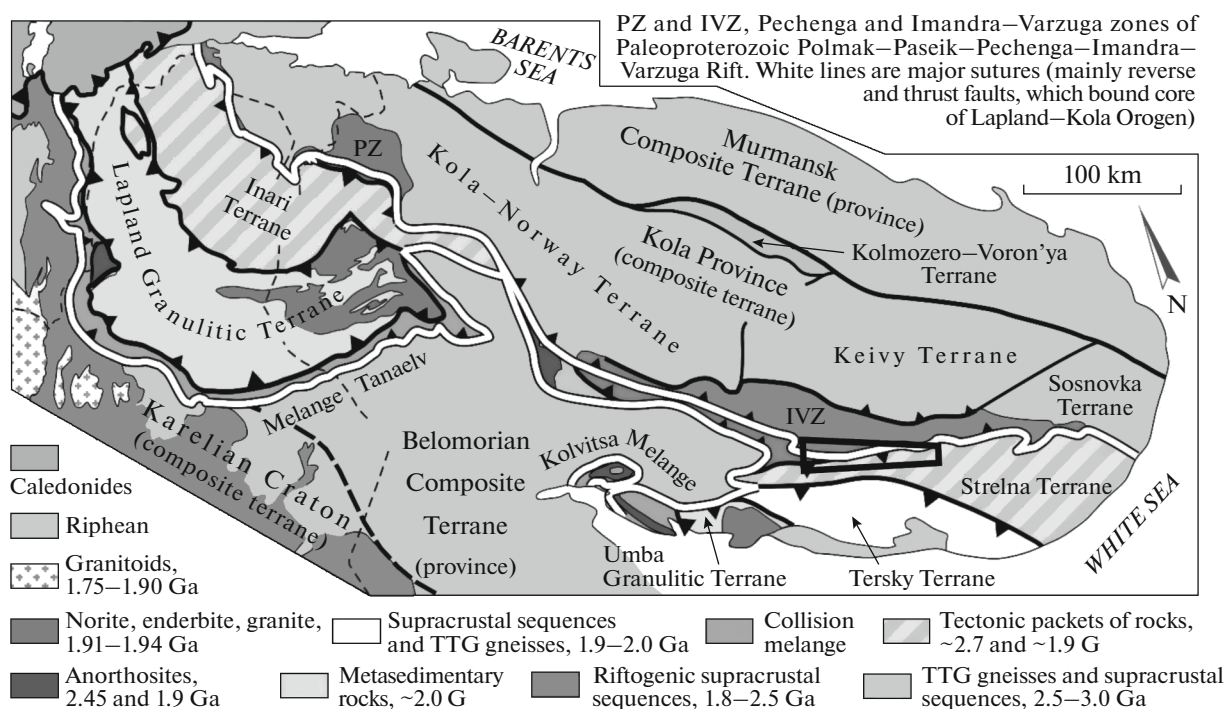 PZ and IVZ, Pechenga and Imandra–Varzuga zones of
Paleoproterozoic Polmak–Paseik–Pechenga–Imandra–
Varzuga Rift. White lines are major sutures (mainly reverse
and thrust faults, which bound core
of Lapland–Kola Orogen)
BARENTS
SEA
PZ
Murmansk
Composite Terrane (province)
100 km
N
Kola–Norway Terrane
Inari
Terrane
Lapland Granulitic Terrane
Kola Province
(composite terrane)
Kolmozero–Voron'ya
Terrane
Keivy Terrane
Sosnovka
Terrane
IVZ
Melange Tanaelv
Karelian Craton
(composite terrane)
Belomorian
Composite
Terrane
(province)
Kolvitsa Melange
Strelna Terrane
WHITE SEA
Umba
Granulitic Terrane
Tersky Terrane
Caledonides
Riphean
Granitoids,
1.75–1.90 Ga
Norite, enderbite, granite,
1.91–1.94 Ga
Supracrustal sequences
and TTG gneisses, 1.9–2.0 Ga
Collision
melange
Tectonic packets of rocks,
~2.7 and ~1.9 G
Anorthosites,
2.45 and 1.9 Ga
Metasedimentary
rocks, ~2.0 G
Riftogenic supracrustal
sequences, 1.8–2.5 Ga
TTG gneisses and supracrustal
sequences, 2.5–3.0 Ga